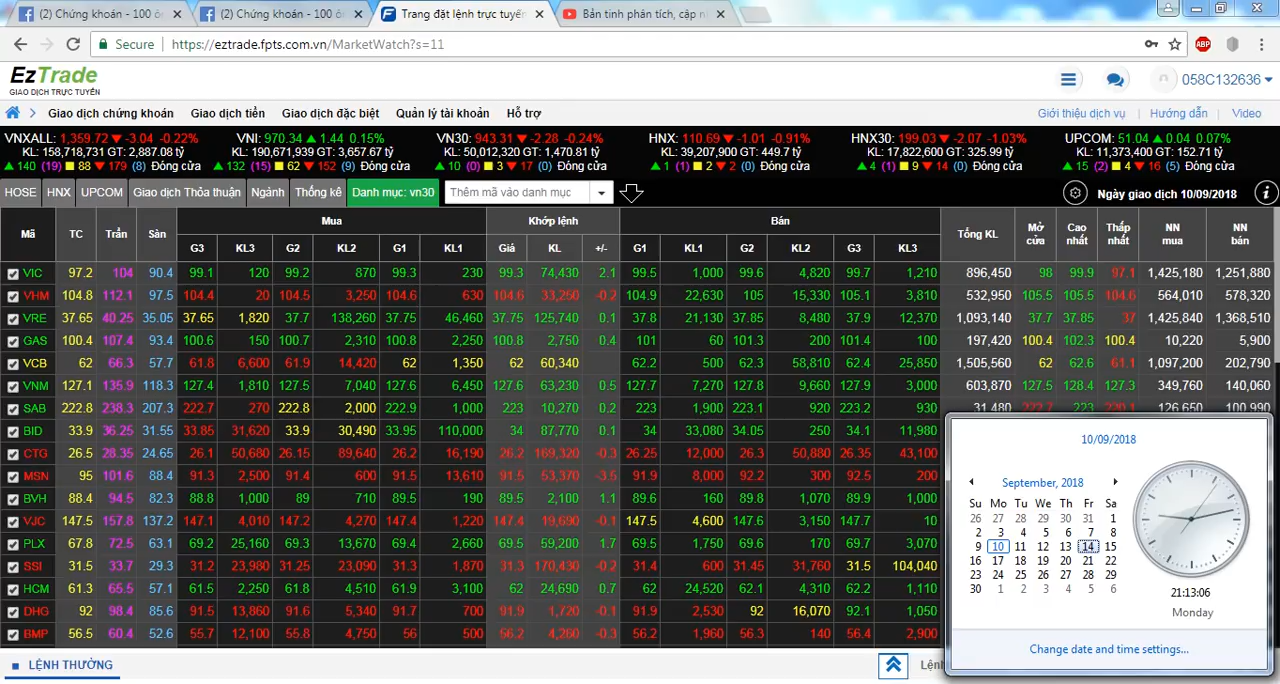 (2) Chứng khoán - 100 ôn
(2) Chứng khoán - 100 ôn
Trang đặt lệnh trực tuyến
Bản tinh phân tích, cập n
Secure https://eztrade.fpts.com.vn/MarketWatch?s=11
EzTrade
GIAO DỊCH TRỰC TUYẾN
058C132636
Giao dịch chứng khoán Giao dịch tiền Giao dịch đặc biệt Quản lý tài khoản Hỗ trợ
Giới thiệu dịch vụ Hướng dẫn Video
VNXALL: 1,359.72 ▼ -3.04 -0.22% VNI: 970.34 ▲ 1.44 0.15% VN30: 943.31 ▼ -2.28 -0.24% HNX: 110.69 ▼ -1.01 -0.91% HNX30: 199.03 ▼ -2.07 -1.03% UPCOM: 51.04 ▲ 0.04 0.07%
KL: 158,718,731 GT: 2,887.08 tỷ KL: 190,671,939 GT: 3,657.67 tỷ KL: 50,012,320 GT: 1,470.81 tỷ KL: 39,207,900 GT: 449.7 tỷ KL: 17,822,600 GT: 325.99 tỷ KL: 11,373,400 GT: 152.71 tỷ
▲ 140 (19) ■ 88 ▼ 179 (8) Đóng cửa ▲ 132 (15) ■ 62 ▼ 152 (9) Đóng cửa ▲ 10 (0) ■ 3 ▼ 17 (0) Đóng cửa ▲ 1 (1) ■ 2 ▼ 2 (0) Đóng cửa ▲ 4 (1) ■ 9 ▼ 14 (0) Đóng cửa ▲ 15 (2) ■ 4 ▼ 16 (5) Đóng cửa
HOSE HNX UPCOM Giao dịch Thỏa thuận Ngành Thống kê Danh mục: vn30 Thêm mã vào danh mục Ngày giao dịch 10/09/2018
Mã TC Trần Sàn Mua Khớp lệnh Bán Tổng KL Mở cửa Cao nhất Thấp nhất NN mua NN bán
G3 KL3 G2 KL2 G1 KL1 Giá KL +/- G1 KL1 G2 KL2 G3 KL3
VIC 97.2 104 90.4 99.1 120 99.2 870 99.3 230 99.3 74,430 2.1 99.5 1,000 99.6 4,820 99.7 1,210 896,450 98 99.9 97.1 1,425,180 1,251,880
VHM 104.8 112.1 97.5 104.4 20 104.5 3,250 104.6 630 104.6 33,250 -0.2 104.9 22,630 105 15,330 105.1 3,810 532,950 105.5 105.5 104.6 564,010 578,320
VRE 37.65 40.25 35.05 37.65 1,820 37.7 138,260 37.75 46,460 37.75 125,740 0.1 37.8 21,130 37.85 8,480 37.9 12,370 1,093,140 37.7 37.85 37 1,425,840 1,368,510
GAS 100.4 107.4 93.4 100.6 150 100.7 2,310 100.8 2,250 100.8 2,750 0.4 101 60 101.3 200 101.4 100 197,420 100.4 102.3 100.4 10,220 5,900
VCB 62 66.3 57.7 61.8 6,600 61.9 14,420 62 1,350 62 60,340 62.2 500 62.3 58,810 62.4 25,850 1,505,560 62 62.6 61.1 1,097,200 202,790
VNM 127.1 135.9 118.3 127.4 1,810 127.5 7,040 127.6 6,450 127.6 63,230 0.5 127.7 7,270 127.8 9,660 127.9 3,000 603,870 127.5 128.4 127.3 349,760 140,060
SAB 222.8 238.3 207.3 222.7 270 222.8 2,000 222.9 1,000 223 10,270 0.2 223 1,900 223.1 920 223.2 930 31,480 222.7 223 220.1 126,650 100,990
BID 33.9 36.25 31.55 33.85 31,620 33.9 30,490 33.95 110,000 34 87,770 0.1 34 33,080 34.05 250 34.1 11,980
CTG 26.5 28.35 24.65 26.1 50,680 26.15 89,640 26.2 16,190 26.2 169,320 -0.3 26.25 12,000 26.3 50,880 26.35 43,100
MSN 95 101.6 88.4 91.3 2,500 91.4 600 91.5 13,610 91.5 53,370 -3.5 91.9 8,000 92.2 300 92.5 200
BVH 88.4 94.5 82.3 88.8 1,000 89 710 89.5 190 89.5 2,100 1.1 89.6 160 89.8 1,070 89.9 1,000
VJC 147.5 157.8 137.2 147.1 4,010 147.2 4,270 147.4 1,220 147.4 19,690 -0.1 147.5 4,600 147.6 3,150 147.7 10
PLX 67.8 72.5 63.1 69.2 25,160 69.3 13,670 69.4 2,660 69.5 59,200 1.7 69.5 1,750 69.6 170 69.7 3,070
SSI 31.5 33.7 29.3 31.2 23,980 31.25 23,090 31.3 1,870 31.3 170,430 -0.2 31.4 600 31.45 31,760 31.5 104,040
HCM 61.3 65.5 57.1 61.5 2,250 61.8 4,510 61.9 3,100 62 24,690 0.7 62 24,520 62.1 4,310 62.2 1,110
DHG 92 98.4 85.6 91.5 13,860 91.6 5,340 91.7 700 91.9 1,720 -0.1 91.9 2,530 92 16,070 92.1 1,050
BMP 56.5 60.4 52.6 55.7 12,100 55.8 4,750 56 500 56.2 4,260 -0.3 56.2 1,960 56.3 140 56.4 2,900
LỆNH THƯỜNG
10/09/2018
September, 2018
Su Mo Tu We Th Fr Sa
26 27 28 29 30 31 1
2 3 4 5 6 7 8
9 10 11 12 13 14 15
16 17 18 19 20 21 22
23 24 25 26 27 28 29
30 1 2 3 4 5 6
21:13:06
Monday
Change date and time settings...